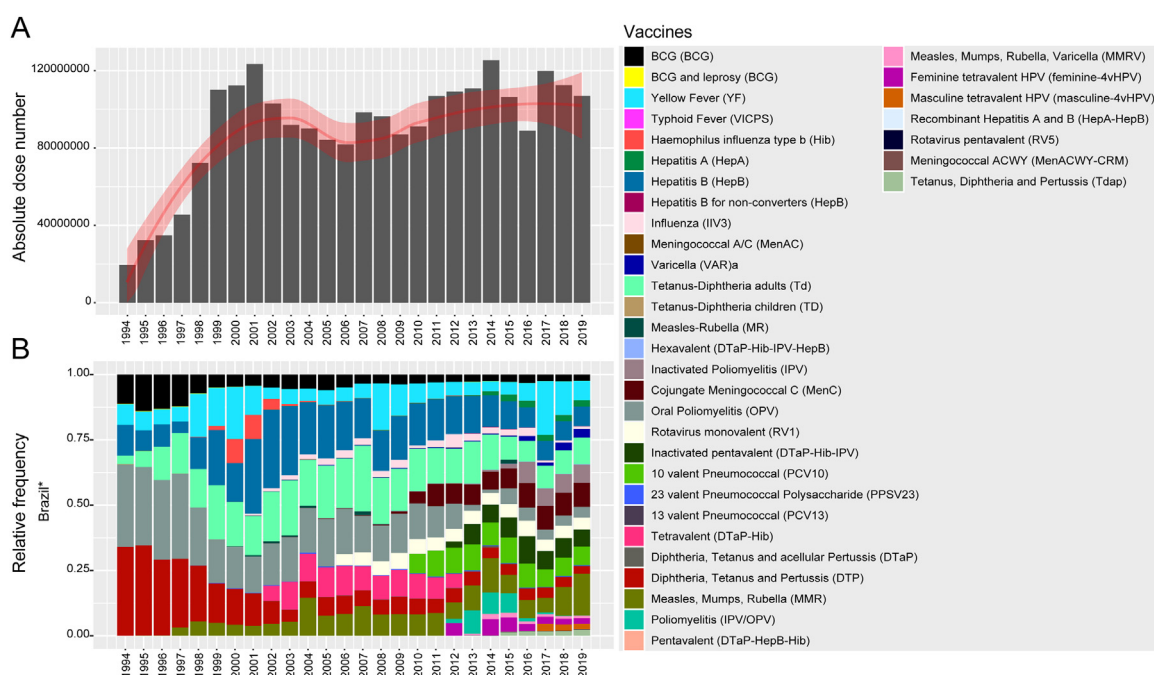 A
Absolute dose number
120000000
80000000
40000000
0
1994 1995 1996 1997 1998 1999 2000 2001 2002 2003 2004 2005 2006 2007 2008 2009 2010 2011 2012 2013 2014 2015 2016 2017 2018 2019
B
Relative frequency
Brazil*
1.00
0.75
0.50
0.25
0.00
1994 1995 1996 1997 1998 1999 2000 2001 2002 2003 2004 2005 2006 2007 2008 2009 2010 2011 2012 2013 2014 2015 2016 2017 2018 2019
Vaccines
BCG (BCG)
BCG and leprosy (BCG)
Yellow Fever (YF)
Typhoid Fever (VICPS)
Haemophilus influenza type b (Hib)
Hepatitis A (HepA)
Hepatitis B (HepB)
Hepatitis B for non-converters (HepB)
Influenza (IIV3)
Meningococcal A/C (MenAC)
Varicella (VAR)a
Tetanus-Diphtheria adults (Td)
Tetanus-Diphtheria children (TD)
Measles-Rubella (MR)
Hexavalent (DTaP-Hib-IPV-HepB)
Inactivated Poliomyelitis (IPV)
Cojungate Meningococcal C (MenC)
Oral Poliomyelitis (OPV)
Rotavirus monovalent (RV1)
Inactivated pentavalent (DTaP-Hib-IPV)
10 valent Pneumococcal (PCV10)
23 valent Pneumococcal Polysaccharide (PPSV23)
13 valent Pneumococcal (PCV13)
Tetravalent (DTaP-Hib)
Diphtheria, Tetanus and acellular Pertussis (DTaP)
Diphtheria, Tetanus and Pertussis (DTP)
Measles, Mumps, Rubella (MMR)
Poliomyelitis (IPV/OPV)
Pentavalent (DTaP-HepB-Hib)
Measles, Mumps, Rubella, Varicella (MMRV)
Feminine tetravalent HPV (feminine-4vHPV)
Masculine tetravalent HPV (masculine-4vHPV)
Recombinant Hepatitis A and B (HepA-HepB)
Rotavirus pentavalent (RV5)
Meningococcal ACWY (MenACWY-CRM)
Tetanus, Diphtheria and Pertussis (Tdap)